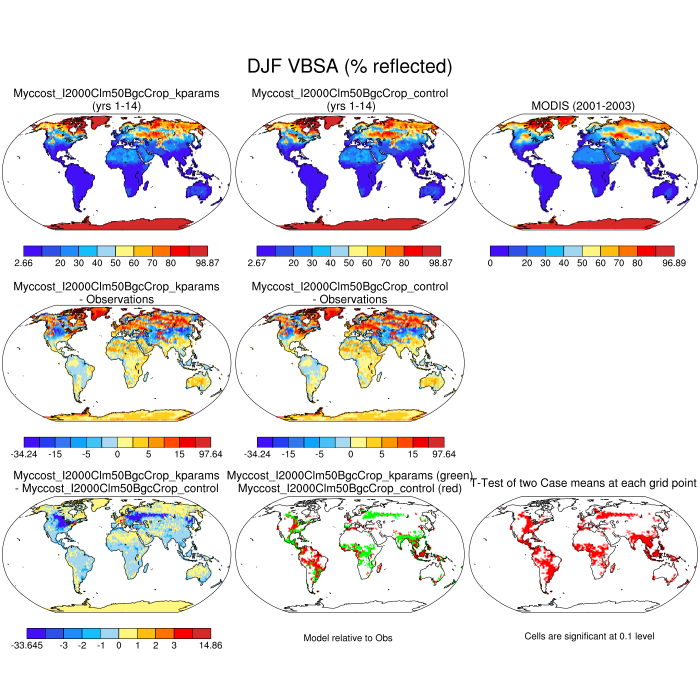 DJF VBSA (% reflected)
Myccost_I2000Clm50BgcCrop_kparams
(yrs 1-14)
Myccost_I2000Clm50BgcCrop_control
(yrs 1-14)
MODIS (2001-2003)
2.66 20 30 40 50 60 70 80 98.87
2.67 20 30 40 50 60 70 80 98.87
0 20 30 40 50 60 70 80 96.89
Myccost_I2000Clm50BgcCrop_kparams
- Observations
Myccost_I2000Clm50BgcCrop_control
- Observations
-34.24 -15 -5 0 5 15 97.64
-34.24 -15 -5 0 5 15 97.64
Myccost_I2000Clm50BgcCrop_kparams
- Myccost_I2000Clm50BgcCrop_control
Myccost_I2000Clm50BgcCrop_kparams (green)
Myccost_I2000Clm50BgcCrop_control (red)
T-Test of two Case means at each grid point
-33.645 -3 -2 -1 0 1 2 3 14.86
Model relative to Obs
Cells are significant at 0.1 level